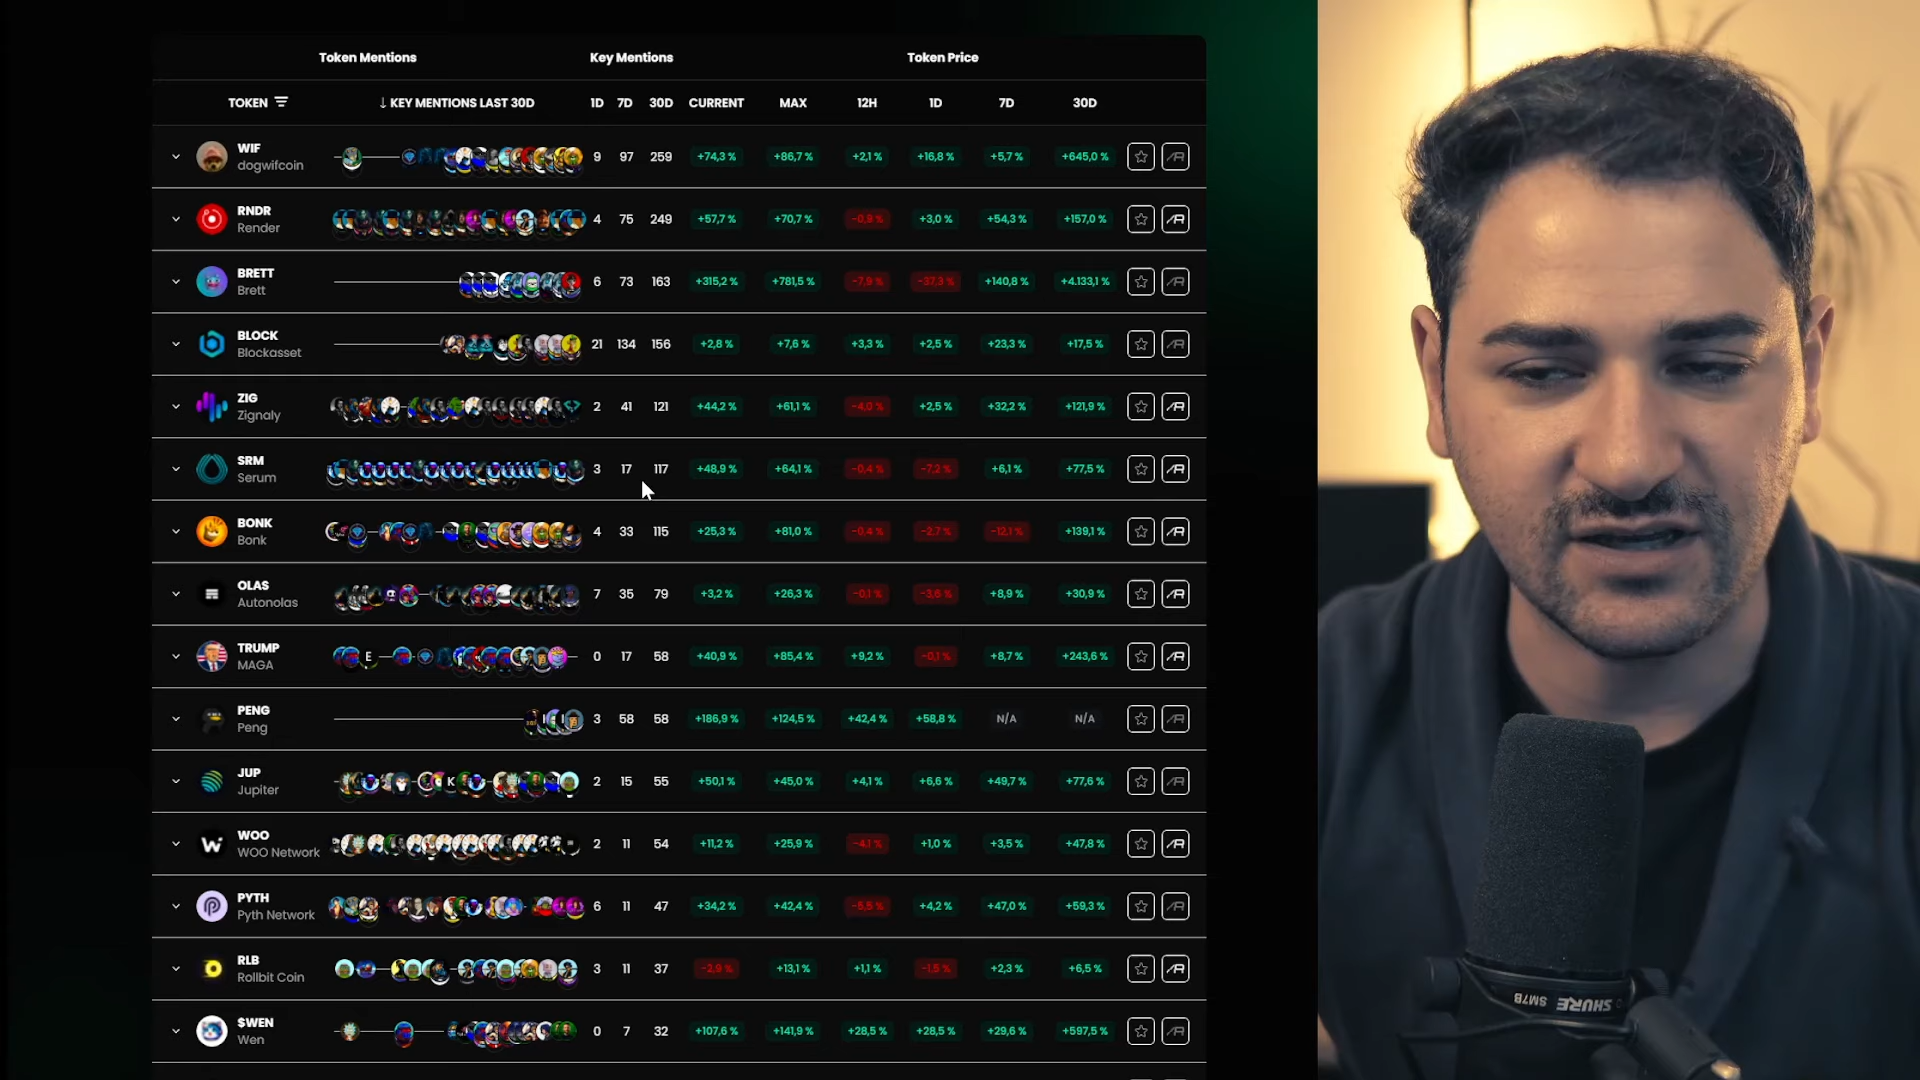 Token Mentions Key Mentions Token Price
TOKEN ↓ KEY MENTIONS LAST 30D 1D 7D 30D CURRENT MAX 12H 1D 7D 30D
WIF
dogwifcoin
9 97 259 +74,3 % +86,7 % +2,1 % +16,8 % +5,7 % +645,0 %
RNDR
Render
4 75 249 +57,7 % +70,7 % -0,9 % +3,0 % +54,3 % +157,0 %
BRETT
Brett
6 73 163 +315,2 % +781,5 % -7,9 % -37,3 % +140,8 % +4.133,1 %
BLOCK
Blockasset
21 134 156 +2,8 % +7,6 % +3,3 % +2,5 % +23,3 % +17,5 %
ZIG
Zignaly
2 41 121 +44,2 % +61,1 % -4,0 % +2,5 % +32,2 % +121,9 %
SRM
Serum
3 17 117 +48,9 % +64,1 % -0,4 % -7,2 % +6,1 % +77,5 %
BONK
Bonk
4 33 115 +25,3 % +81,0 % -0,4 % -2,7 % -12,1 % +139,1 %
OLAS
Autonolas
7 35 79 +3,2 % +26,3 % -0,1 % -3,6 % +8,9 % +30,9 %
TRUMP
MAGA
E
0 17 58 +40,9 % +85,4 % +9,2 % -0,1 % +8,7 % +243,6 %
PENG
Peng
3 58 58 +186,9 % +124,5 % +42,4 % +58,8 % N/A N/A
JUP
Jupiter
K
2 15 55 +50,1 % +45,0 % +4,1 % +6,6 % +49,7 % +77,6 %
WOO
WOO Network
2 11 54 +11,2 % +25,9 % -4,1 % +1,0 % +3,5 % +47,8 %
PYTH
Pyth Network
6 11 47 +34,2 % +42,4 % -5,5 % +4,2 % +47,0 % +59,3 %
RLB
Rollbit Coin
3 11 37 -2,9 % +13,1 % +1,1 % -1,5 % +2,3 % +6,5 %
$WEN
Wen
0 7 32 +107,6 % +141,9 % +28,5 % +28,5 % +29,6 % +597,5 %
SHURE SM7B